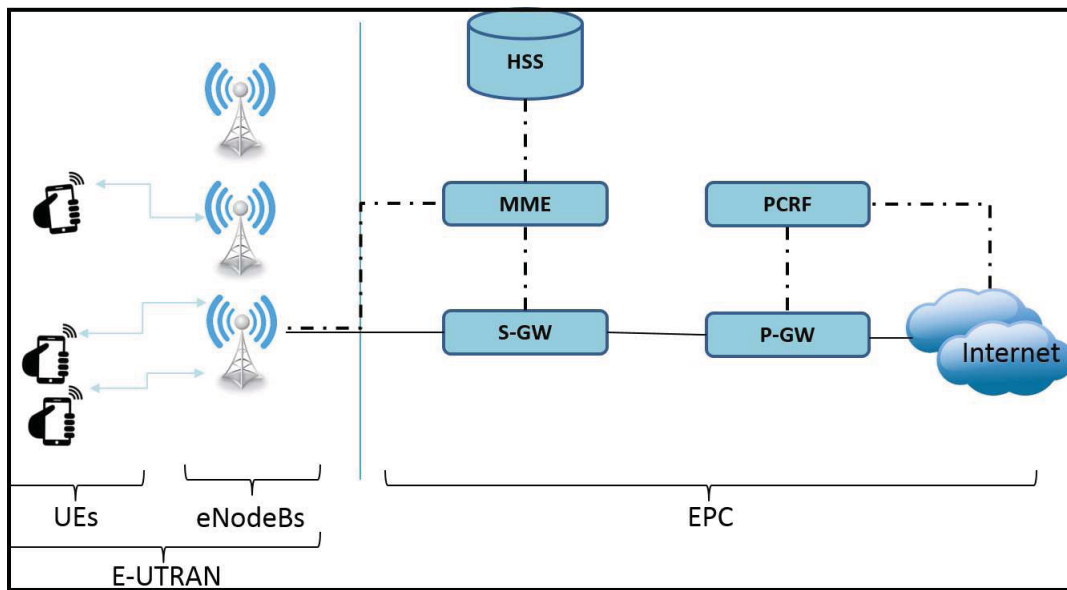 HSS
MME
PCRF
S-GW
P-GW
Internet
UEs
eNodeBs
EPC
E-UTRAN